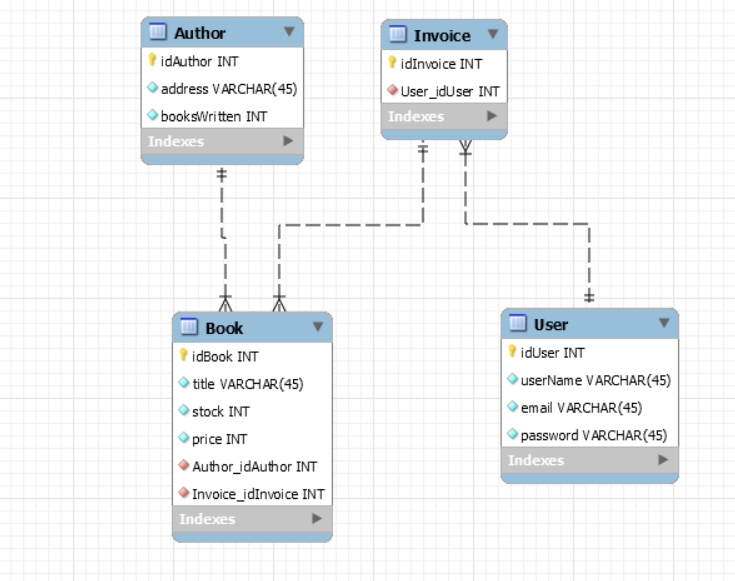 Author
idAuthor INT
address VARCHAR(45)
booksWritten INT
Indexes
Invoice
idInvoice INT
User_idUser INT
Indexes
Book
idBook INT
title VARCHAR(45)
stock INT
price INT
Author_idAuthor INT
Invoice_idInvoice INT
Indexes
User
idUser INT
userName VARCHAR(45)
email VARCHAR(45)
password VARCHAR(45)
Indexes